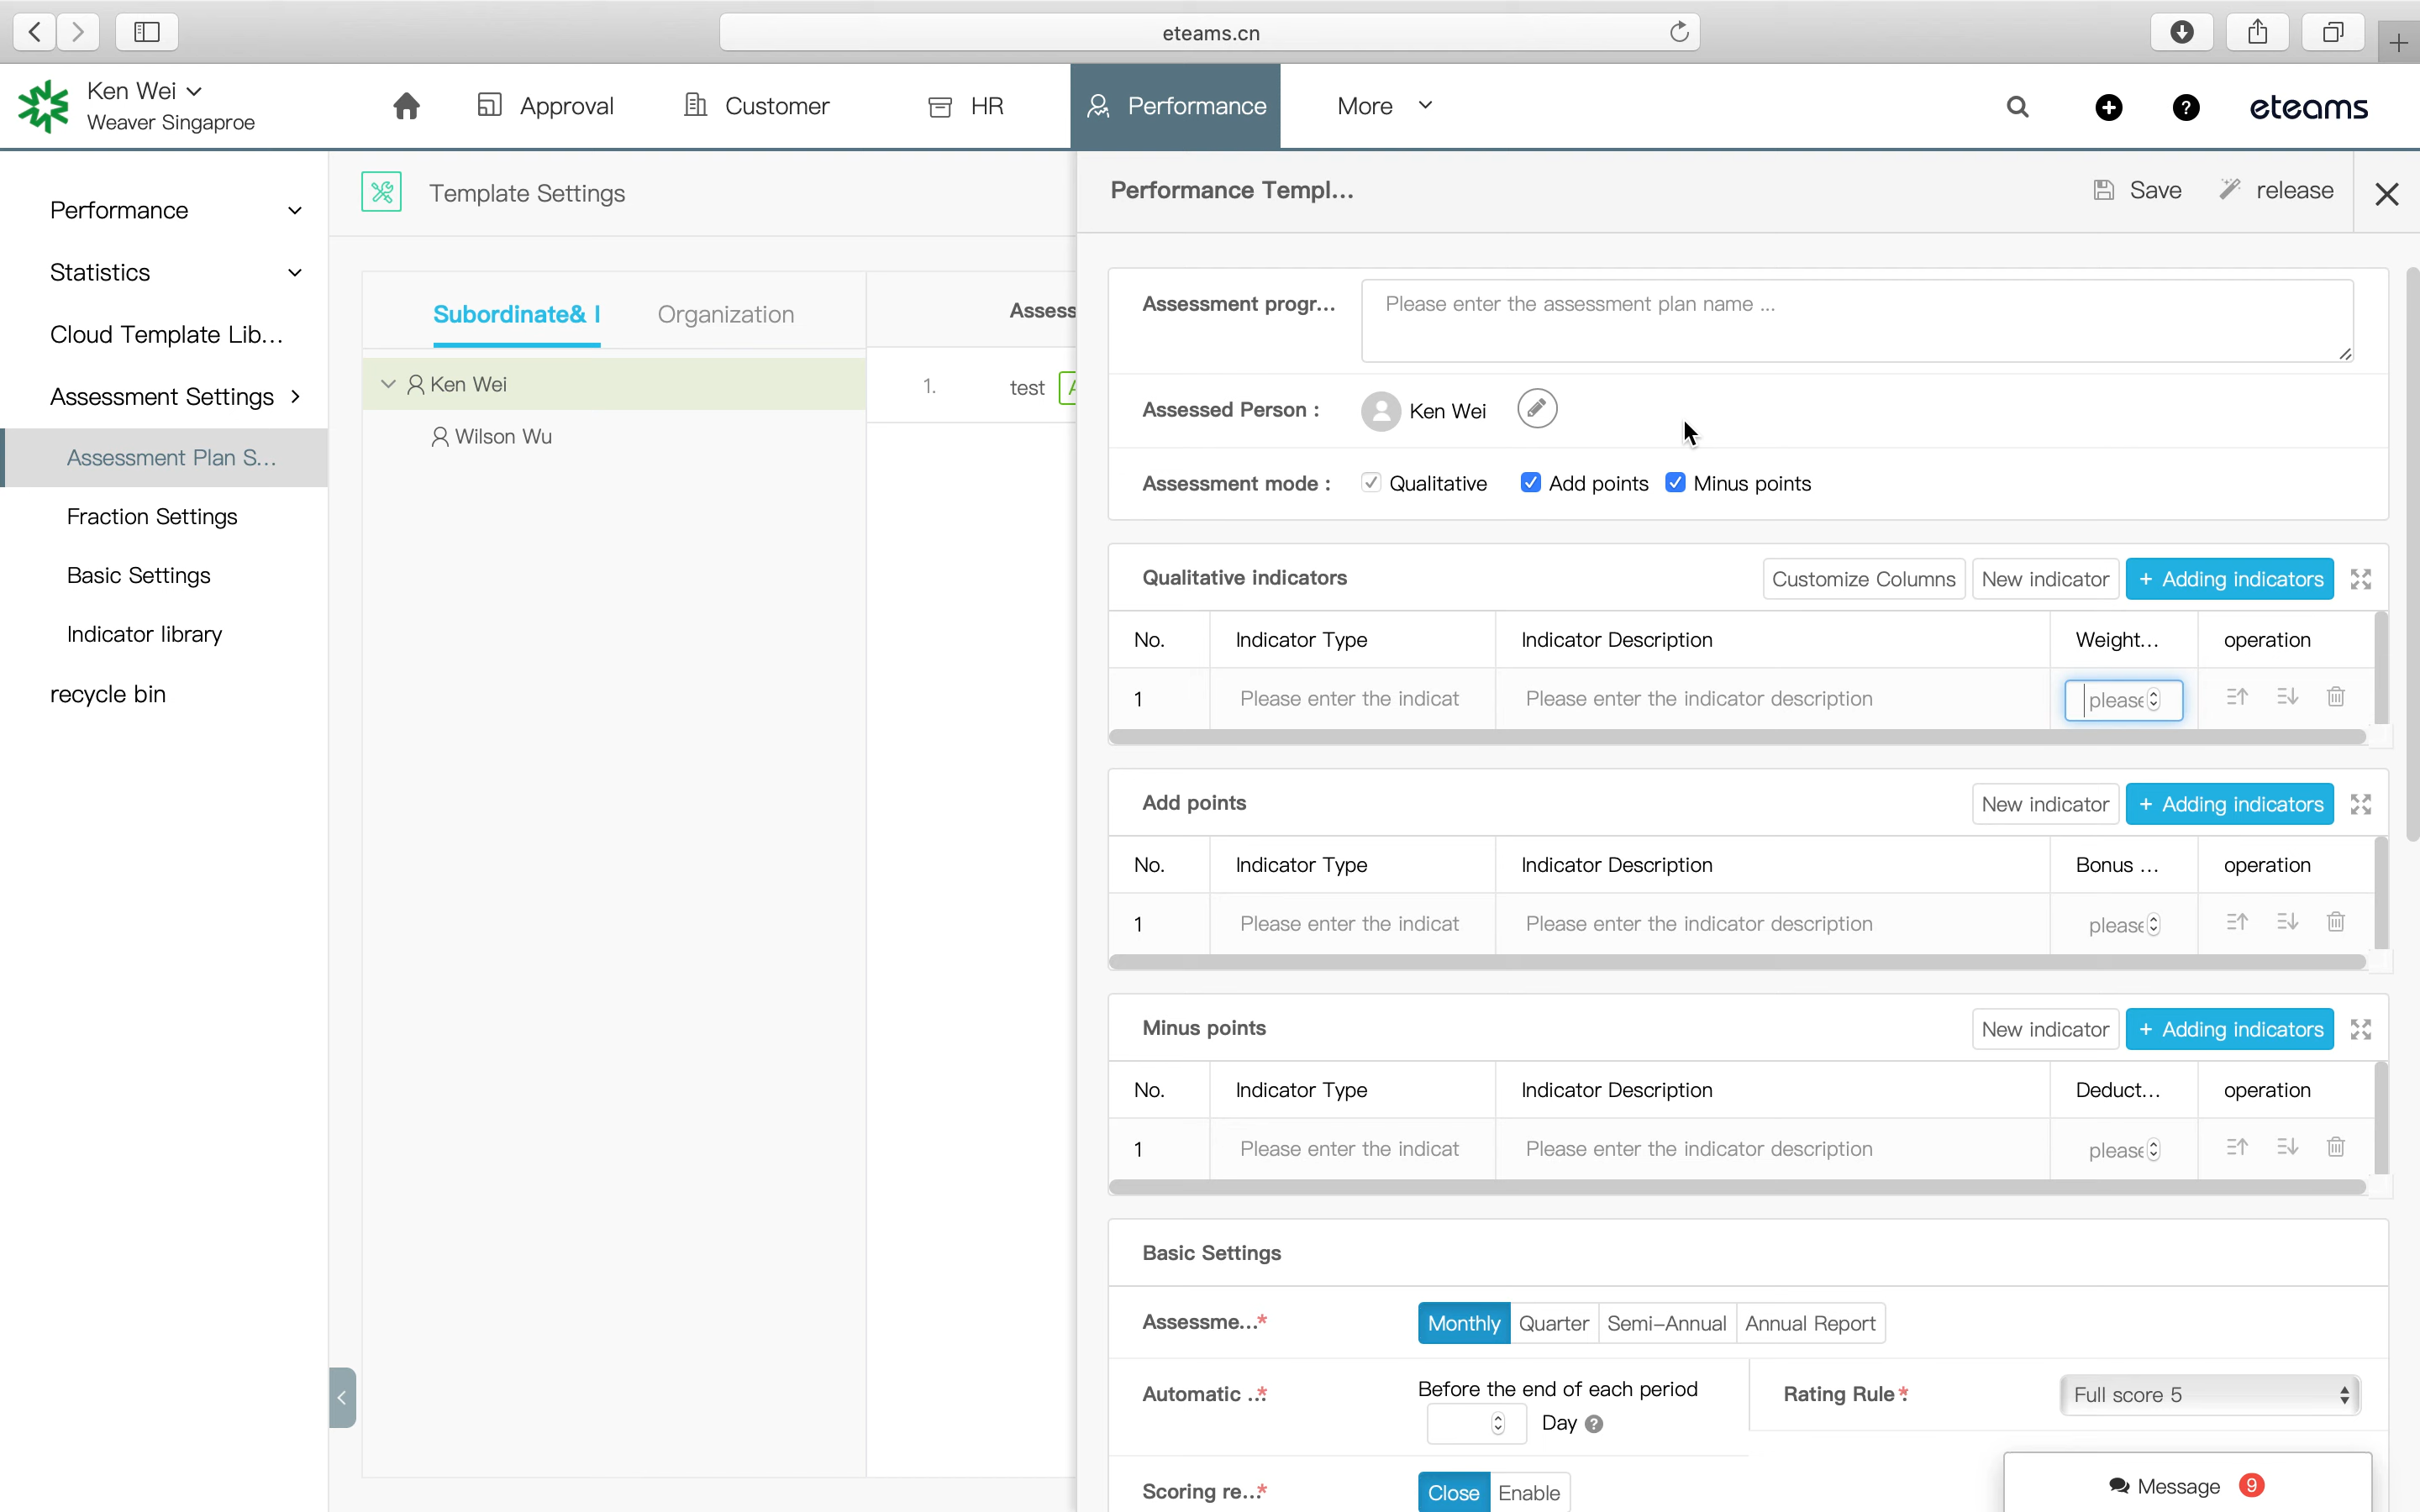 eteams.cn
Ken Wei
Weaver Singaproe
Approval
Customer
HR
Performance
More
eteams
Performance
Statistics
Cloud Template Lib...
Assessment Settings
Assessment Plan S...
Fraction Settings
Basic Settings
Indicator library
recycle bin
Template Settings
Subordinate& I
Organization
Ken Wei
Wilson Wu
Assess
1.
test
Performance Templ...
Save
release
Assessment progr...
Please enter the assessment plan name ...
Assessed Person :
Ken Wei
Assessment mode :
Qualitative
Add points
Minus points
Qualitative indicators
Customize Columns
New indicator
+ Adding indicators
No.
Indicator Type
Indicator Description
Weight...
operation
1
Please enter the indicat
Please enter the indicator description
please
Add points
New indicator
+ Adding indicators
No.
Indicator Type
Indicator Description
Bonus ...
operation
1
Please enter the indicat
Please enter the indicator description
please
Minus points
New indicator
+ Adding indicators
No.
Indicator Type
Indicator Description
Deduct...
operation
1
Please enter the indicat
Please enter the indicator description
please
Basic Settings
Assessme...*
Monthly
Quarter
Semi-Annual
Annual Report
Automatic ...*
Before the end of each period
Day
Rating Rule*:
Full score 5
Scoring re...*
Close
Enable
Message
9